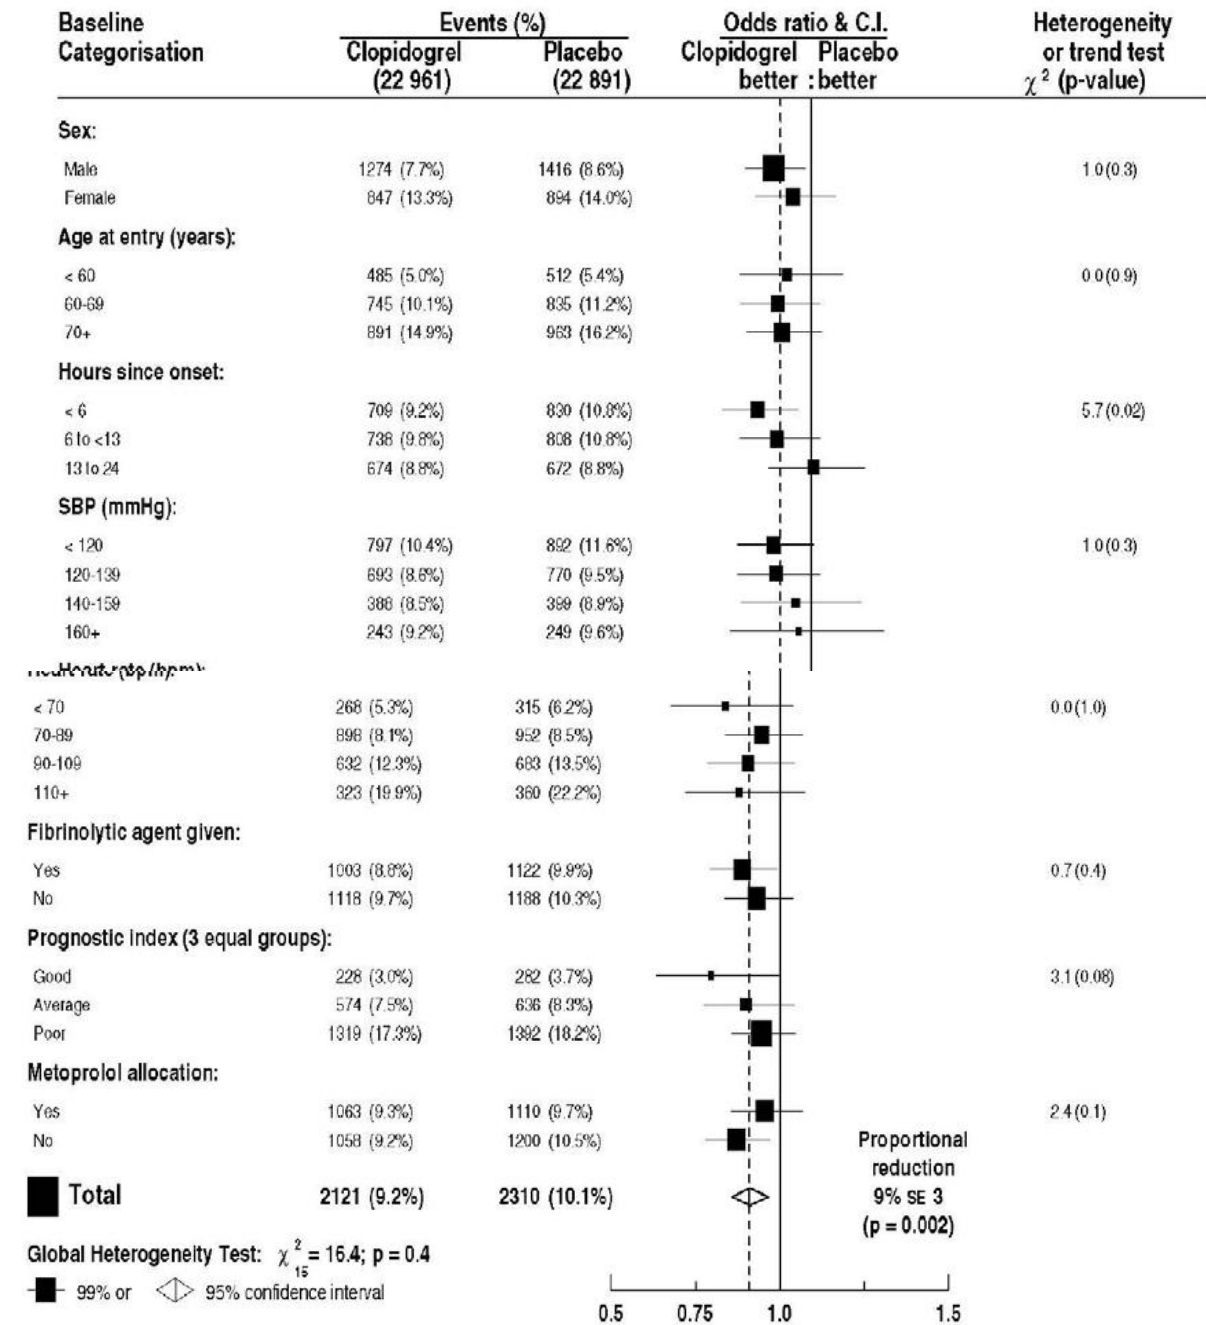 Baseline Events (%) Odds ratio & C.I. Heterogeneity
Categorisation Clopidogrel Placebo Clopidogrel Placebo or trend test
(22 961) (22 891) better : better χ 2 (p-value)
Sex:
Male 1274 (7.7%) 1416 (8.6%) 1.0(0.3)
Female 847 (13.3%) 894 (14.0%)
Age at entry (years):
< 60 485 (5.0%) 512 (5.4%) 0.0(0.9)
60-69 745 (10.1%) 835 (11.2%)
70+ 891 (14.9%) 963 (16.2%)
Hours since onset:
< 6 709 (9.2%) 830 (10.8%) 5.7(0.02)
6 to <13 738 (9.8%) 808 (10.8%)
13 to 24 674 (8.8%) 672 (8.8%)
SBP (mmHg):
< 120 797 (10.4%) 892 (11.6%) 1.0(0.3)
120-139 693 (8.6%) 770 (9.5%)
140-159 388 (8.5%) 399 (8.9%)
160+ 243 (9.2%) 249 (9.6%)
< 70 268 (5.3%) 315 (6.2%) 0.0(1.0)
70-89 898 (8.1%) 952 (8.5%)
90-109 632 (12.3%) 683 (13.5%)
110+ 323 (19.9%) 360 (22.2%)
Fibrinolytic agent given:
Yes 1003 (8.8%) 1122 (9.9%) 0.7(0.4)
No 1118 (9.7%) 1188 (10.3%)
Prognostic index (3 equal groups):
Good 228 (3.0%) 282 (3.7%) 3.1(0.08)
Average 574 (7.5%) 636 (8.3%)
Poor 1319 (17.3%) 1392 (18.2%)
Metoprolol allocation:
Yes 1063 (9.3%) 1110 (9.7%) 2.4(0.1)
No 1058 (9.2%) 1200 (10.5%) Proportional
reduction
Total 2121 (9.2%) 2310 (10.1%) 9% SE 3
(p = 0.002)
Global Heterogeneity Test: χ 2 15 = 16.4; p = 0.4
99% or 95% confidence interval
0.5 0.75 1.0 1.5